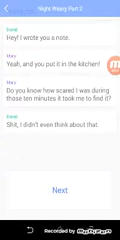 Night Weary Part 2
Daniel
Hey! I wrote you a note.
Mary
Yeah, and you put it in the kitchen!
Mary
Do you know how scared I was during
those ten minutes it took me to find it?
Daniel
Shit, I didn't even think about that.
Next
Recorded by